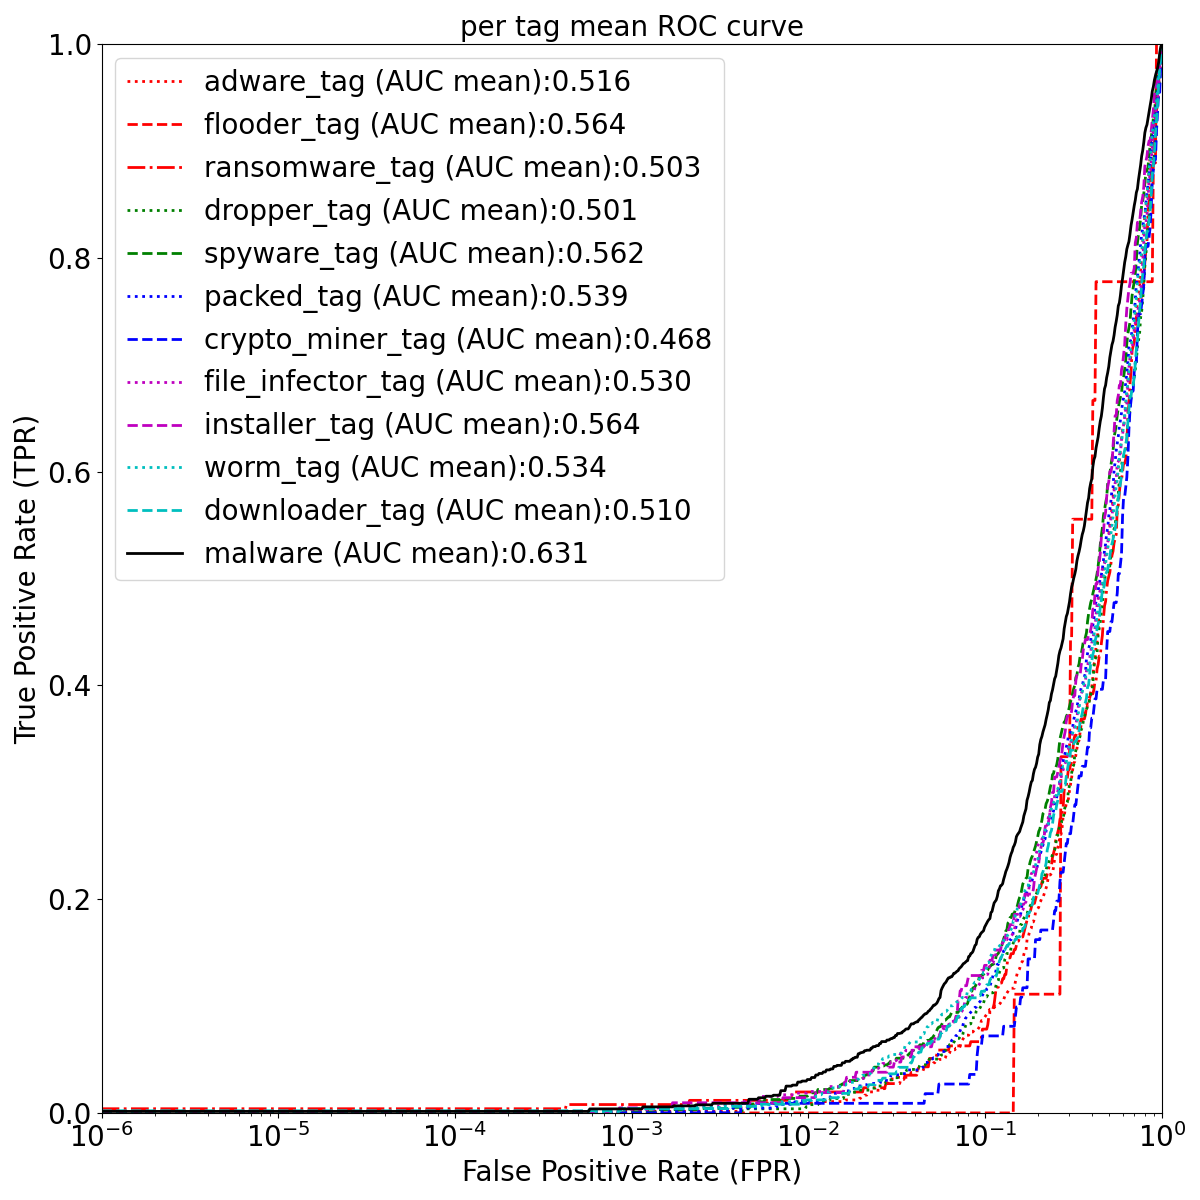 per tag mean ROC curve
1.0
0.8
0.6
0.4
0.2
0.0
True Positive Rate (TPR)
adware_tag (AUC mean):0.516
flooder_tag (AUC mean):0.564
ransomware_tag (AUC mean):0.503
dropper_tag (AUC mean):0.501
spyware_tag (AUC mean):0.562
packed_tag (AUC mean):0.539
crypto_miner_tag (AUC mean):0.468
file_infector_tag (AUC mean):0.530
installer_tag (AUC mean):0.564
worm_tag (AUC mean):0.534
downloader_tag (AUC mean):0.510
malware (AUC mean):0.631
10⁻⁶ 10⁻⁵ 10⁻⁴ 10⁻³ 10⁻² 10⁻¹ 10⁰
False Positive Rate (FPR)